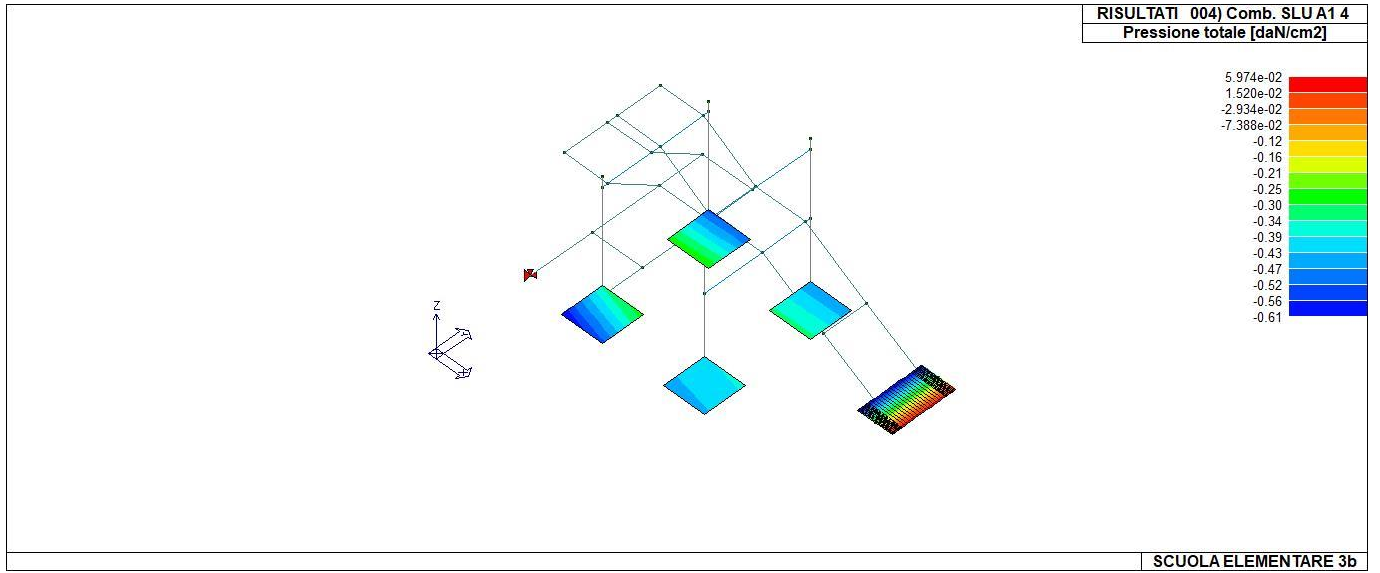 RISULTATI 004) Comb. SLU A1 4
Pressione totale [daN/cm2]
5.974e-02
1.520e-02
-2.934e-02
-7.388e-02
-0.12
-0.16
-0.21
-0.25
-0.30
-0.34
-0.39
-0.43
-0.47
-0.52
-0.56
-0.61
Z
SCUOLA ELEMENTARE 3b